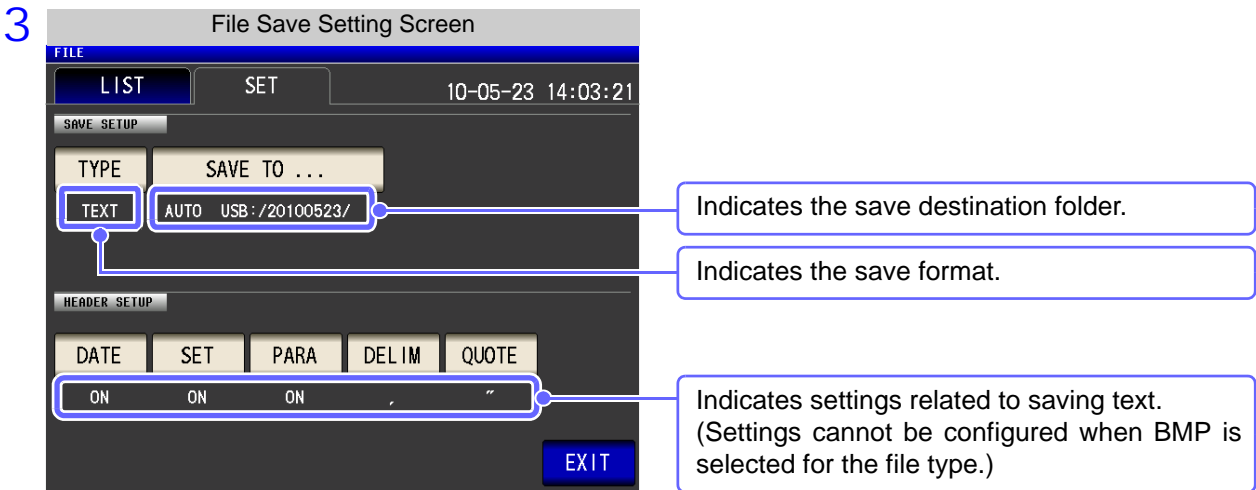 3
File Save Setting Screen
FILE
LIST SET 10-05-23 14:03:21
SAVE SETUP
TYPE SAVE TO ...
TEXT AUTO USB:/20100523/
Indicates the save destination folder.
Indicates the save format.
HEADER SETUP
DATE SET PARA DELIM QUOTE
ON ON ON , "
Indicates settings related to saving text.
(Settings cannot be configured when BMP is
selected for the file type.)
EXIT